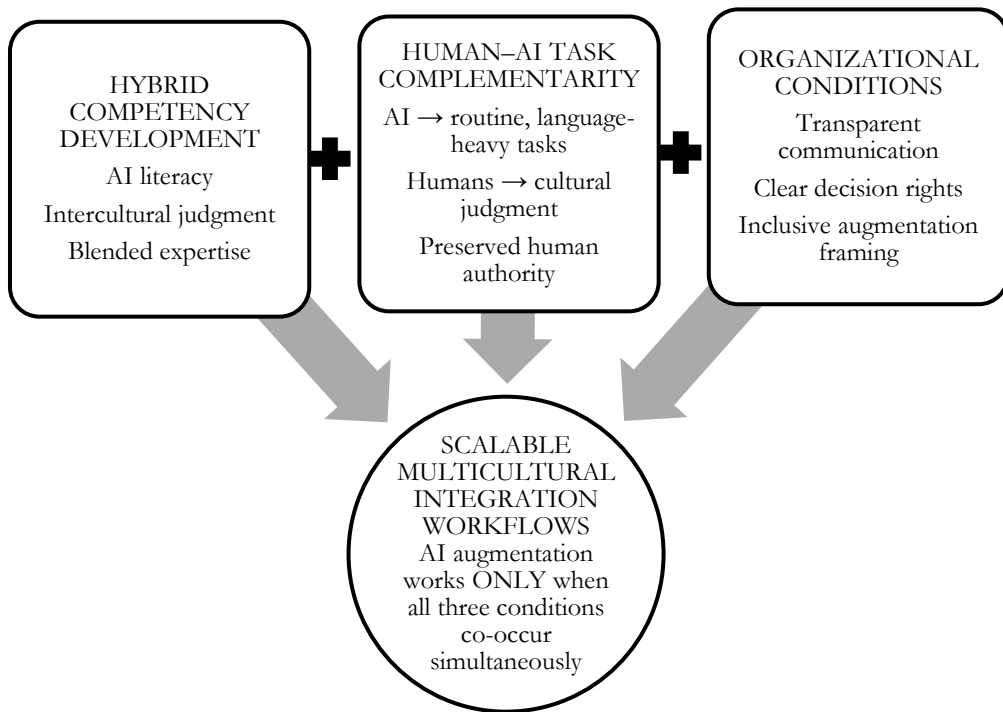 HYBRID
COMPETENCY
DEVELOPMENT
AI literacy
Intercultural judgment
Blended expertise
HUMAN–AI TASK
COMPLEMENTARITY
AI → routine, language-
heavy tasks
Humans → cultural
judgment
Preserved human
authority
ORGANIZATIONAL
CONDITIONS
Transparent
communication
Clear decision rights
Inclusive augmentation
framing
SCALABLE
MULTICULTURAL
INTEGRATION
WORKFLOWS
AI augmentation
works ONLY when
all three conditions
co-occur
simultaneously